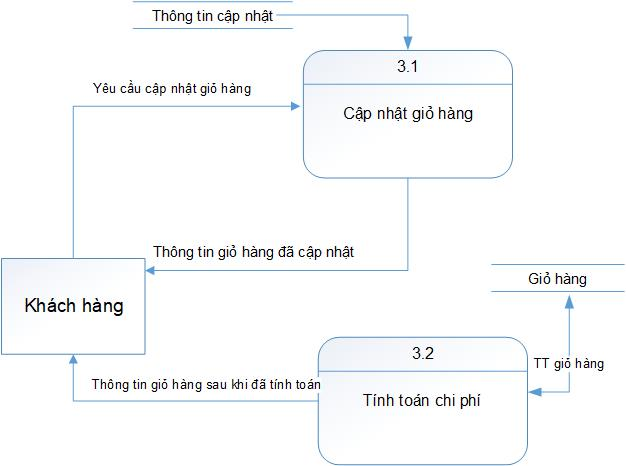 Thông tin cập nhật
3.1
Yêu cầu cập nhật giỏ hàng
Cập nhật giỏ hàng
Thông tin giỏ hàng đã cập nhật
Giỏ hàng
Khách hàng
3.2
TT giỏ hàng
Thông tin giỏ hàng sau khi đã tính toán
Tính toán chi phí